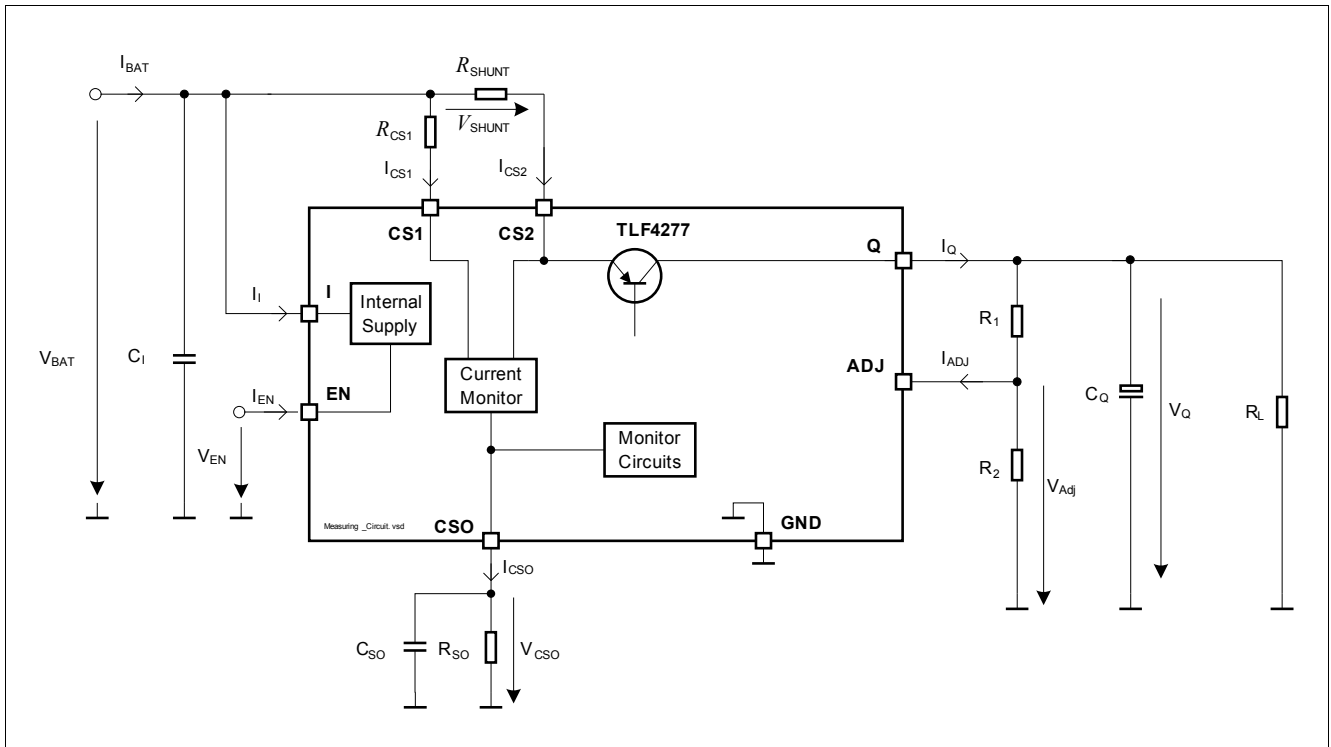 I_BAT
R_SHUNT
V_SHUNT
R_CS1
I_CS1
I_CS2
CS1
CS2
TLF4277
Q
I_Q
I_I
I
Internal
Supply
R_1
V_BAT
C_I
Current
Monitor
ADJ
I_ADJ
I_EN
EN
C_Q
V_Q
R_L
V_EN
Monitor
Circuits
R_2
V_Adj
Measuring _Circuit.vsd
CSO
GND
I_CSO
C_SO
R_SO
V_CSO